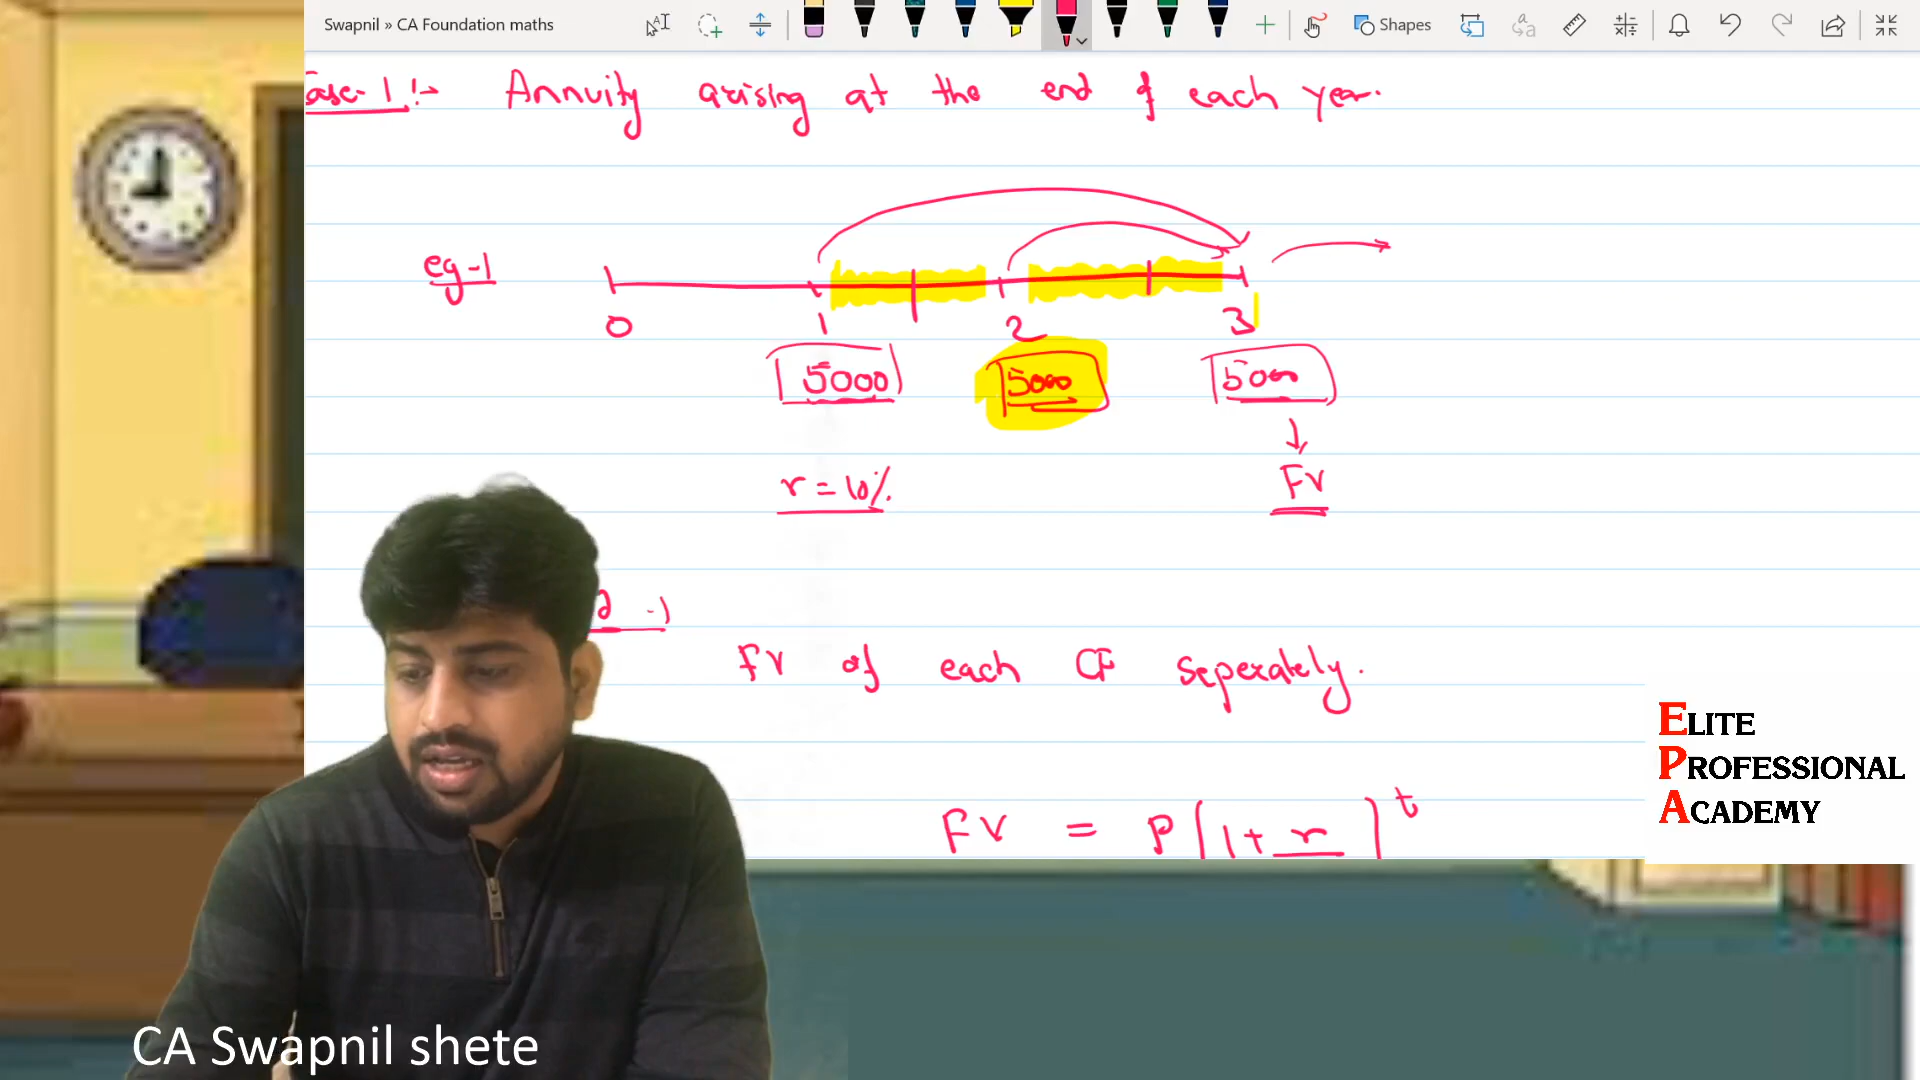 Swapnil » CA Foundation maths
Shapes
Case-1 :-  Annuity arising at the end of each year.
eg-1
0 1 2 3
5000 5000 5000
r = 10% FV
-1
FV of each CF seperately.
FV = P(1+ r)^t
ELITE
PROFESSIONAL
ACADEMY
CA Swapnil shete